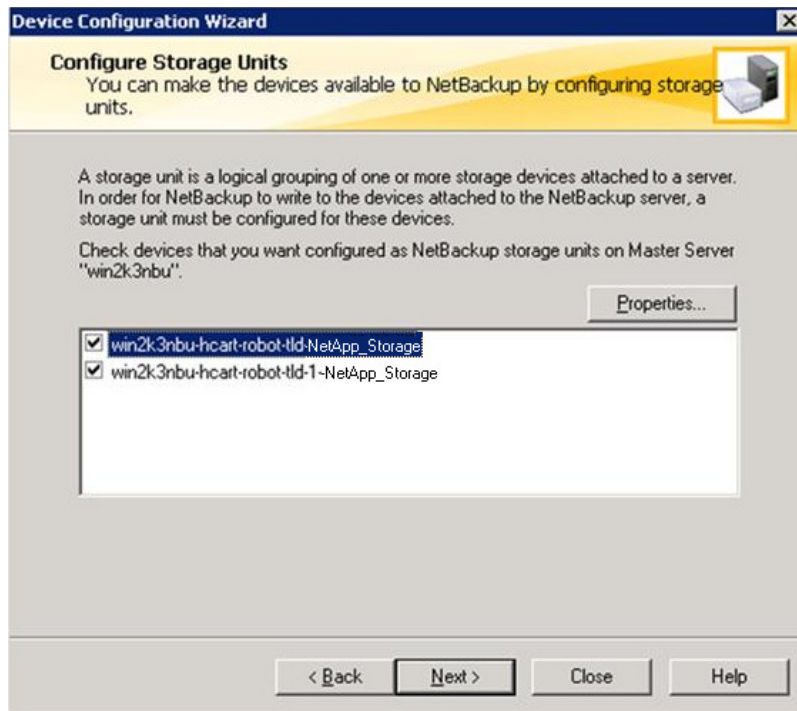 Device Configuration Wizard
Configure Storage Units
You can make the devices available to NetBackup by configuring storage
units.
A storage unit is a logical grouping of one or more storage devices attached to a server.
In order for NetBackup to write to the devices attached to the NetBackup server, a
storage unit must be configured for these devices.
Check devices that you want configured as NetBackup storage units on Master Server
"win2k3nbu".
Properties...
win2k3nbu-hcart-robot-tld-NetApp_Storage
win2k3nbu-hcart-robot-tld-1-NetApp_Storage
< Back Next > Close Help